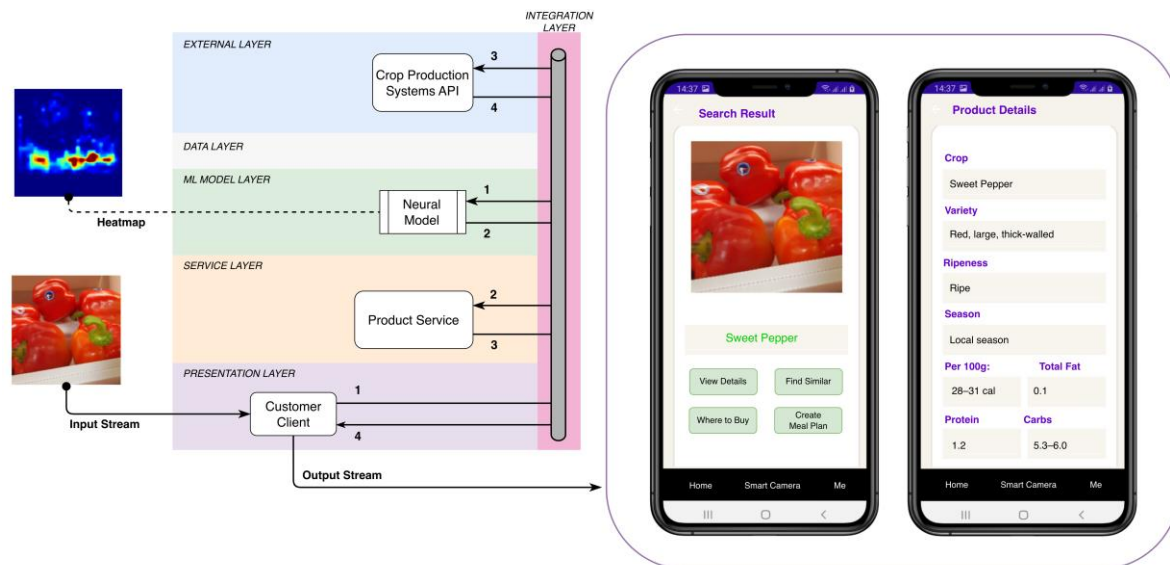 INTEGRATION
LAYER
EXTERNAL LAYER
3
Crop Production
Systems API
4
DATA LAYER
ML MODEL LAYER
1
Neural
Model
2
Heatmap
SERVICE LAYER
2
Product Service
3
PRESENTATION LAYER
1
Customer
Client
4
Input Stream
Output Stream
14:37
Search Result
Sweet Pepper
View Details
Find Similar
Where to Buy
Create
Meal Plan
Home
Smart Camera
Me
14:37
Product Details
Crop
Sweet Pepper
Variety
Red, large, thick-walled
Ripeness
Ripe
Season
Local season
Per 100g:
Total Fat
28–31 cal
0.1
Protein
Carbs
1.2
5.3–6.0
Home
Smart Camera
Me